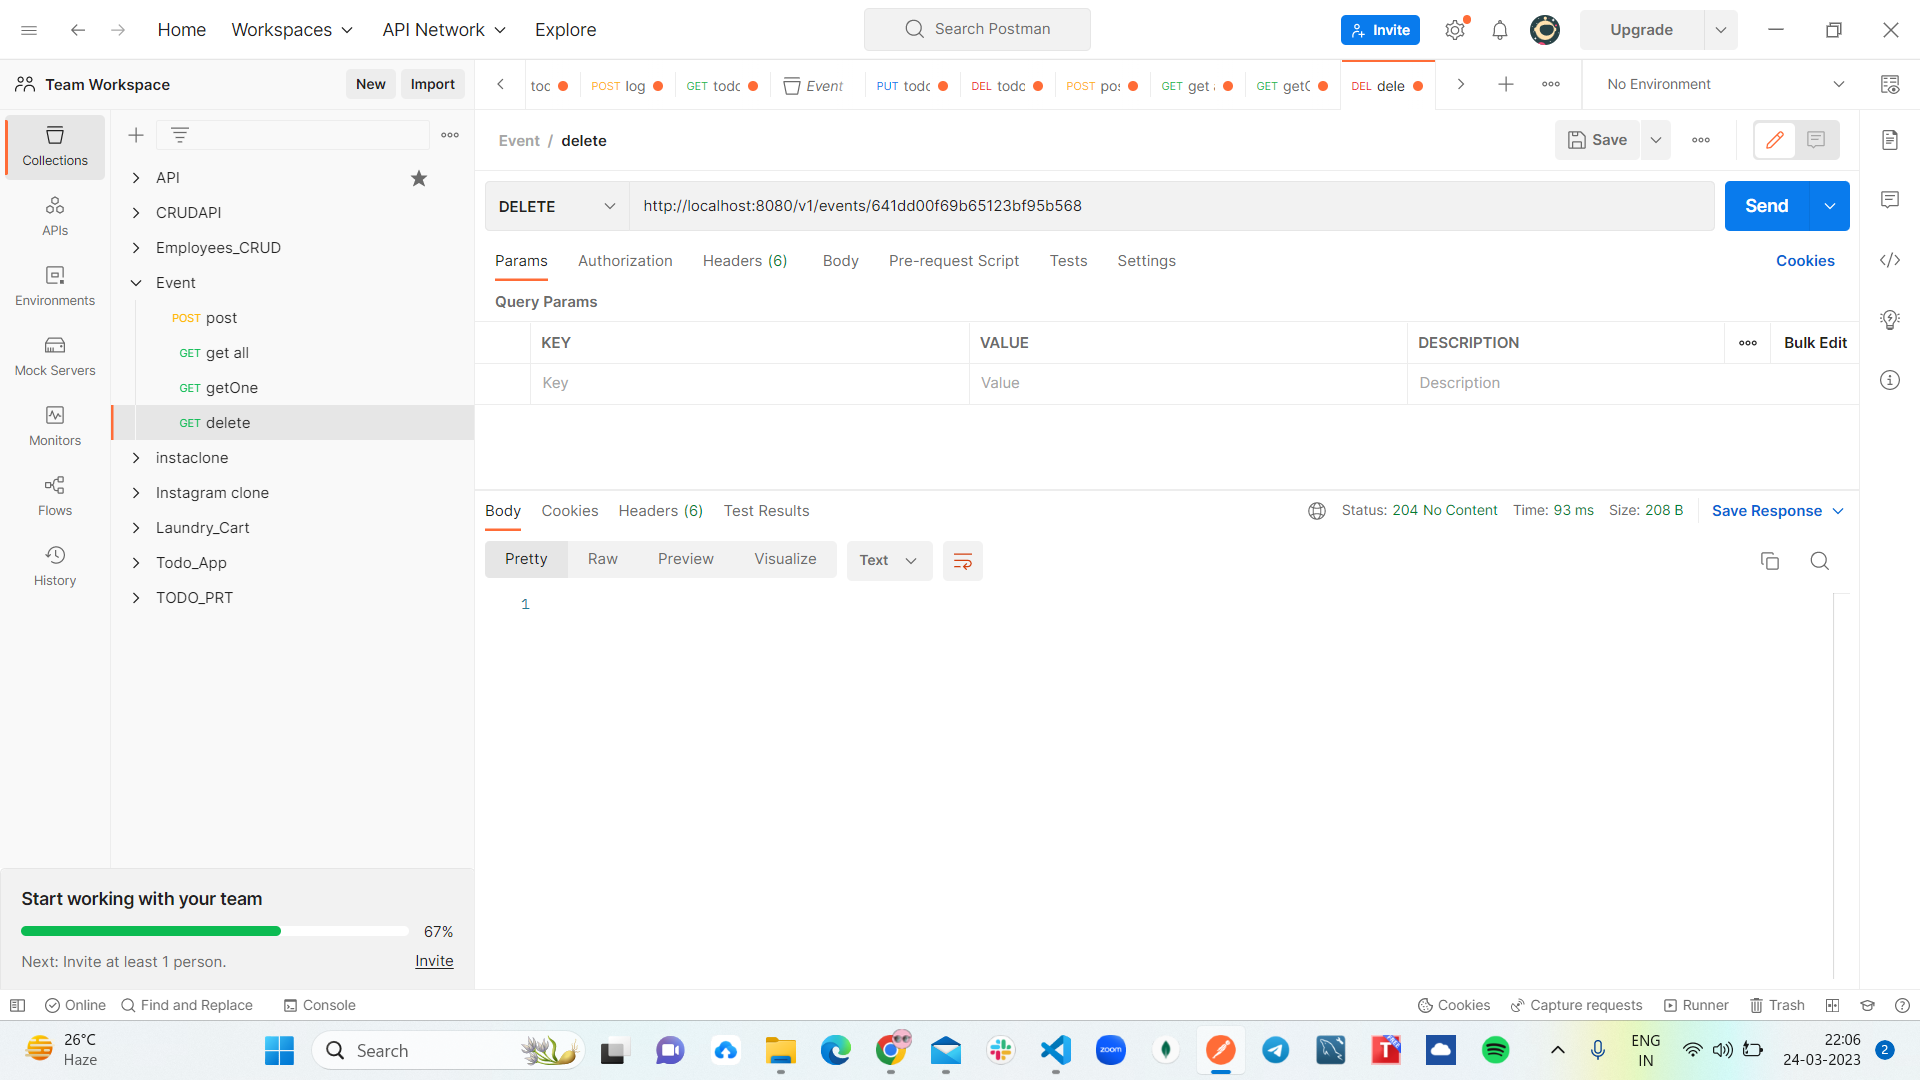 Home Workspaces API Network Explore Search Postman Invite Upgrade
Team Workspace New Import toc POST log GET todc Event PUT todc DEL todc POST pos GET get GET getC DEL dele No Environment
Collections
APIs
Environments
Mock Servers
Monitors
Flows
History
API
CRUDAPI
Employees_CRUD
Event
POST post
GET get all
GET getOne
GET delete
instaclone
Instagram clone
Laundry_Cart
Todo_App
TODO_PRT
Start working with your team
67%
Next: Invite at least 1 person. Invite
Event / delete Save
DELETE http://localhost:8080/v1/events/641dd00f69b65123bf95b568 Send
Params Authorization Headers (6) Body Pre-request Script Tests Settings Cookies
Query Params
KEY VALUE DESCRIPTION Bulk Edit
Key Value Description
Body Cookies Headers (6) Test Results Status: 204 No Content Time: 93 ms Size: 208 B Save Response
Pretty Raw Preview Visualize Text
1
Online Find and Replace Console Cookies Capture requests Runner Trash
26°C
Haze
Search
zoom
T FREE
ENG
IN
22:06
24-03-2023
2